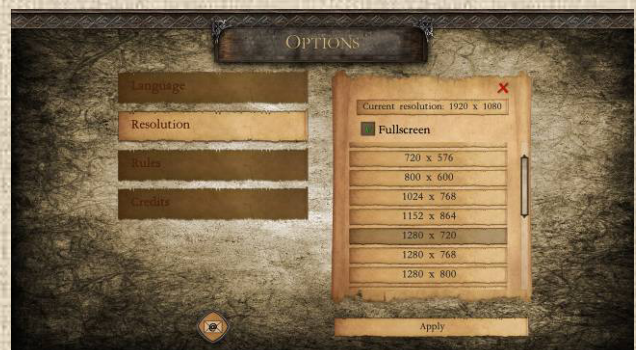 OPTIONS
Language
Resolution
Rules
Credits
Current resolution: 1920 x 1080
Fullscreen
720 x 576
800 x 600
1024 x 768
1152 x 864
1280 x 720
1280 x 768
1280 x 800
Apply